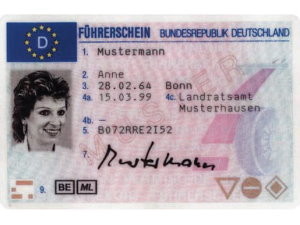 D FÜHRERSCHEIN BUNDESREPUBLIK DEUTSCHLAND
1. Mustermann
2. Anne
3. 28.02.64 Bonn
4a. 15.03.99 4c. Landratsamt
Musterhausen
4b. –
5. B072RRE2I52
7. Mustermann
9. BE ML